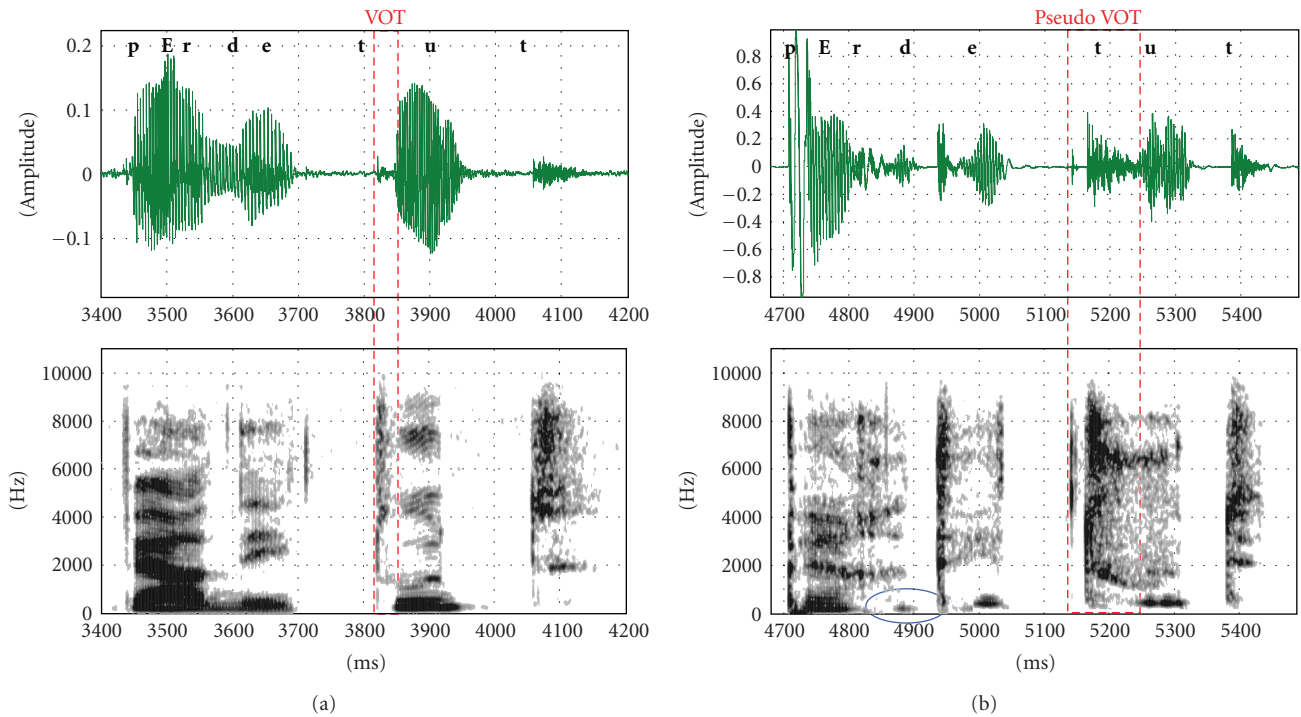 VOT
p E r d e t u t
0.2
0.1
0
−0.1
(Amplitude)
3400 3500 3600 3700 3800 3900 4000 4100 4200
10000
8000
6000
4000
2000
0
(Hz)
3400 3500 3600 3700 3800 3900 4000 4100 4200
(ms)
(a)
Pseudo VOT
p E r d e t u t
0.8
0.6
0.4
0.2
0
−0.2
−0.4
−0.6
−0.8
(Amplitude)
4700 4800 4900 5000 5100 5200 5300 5400
10000
8000
6000
4000
2000
0
(Hz)
4700 4800 4900 5000 5100 5200 5300 5400
(ms)
(b)